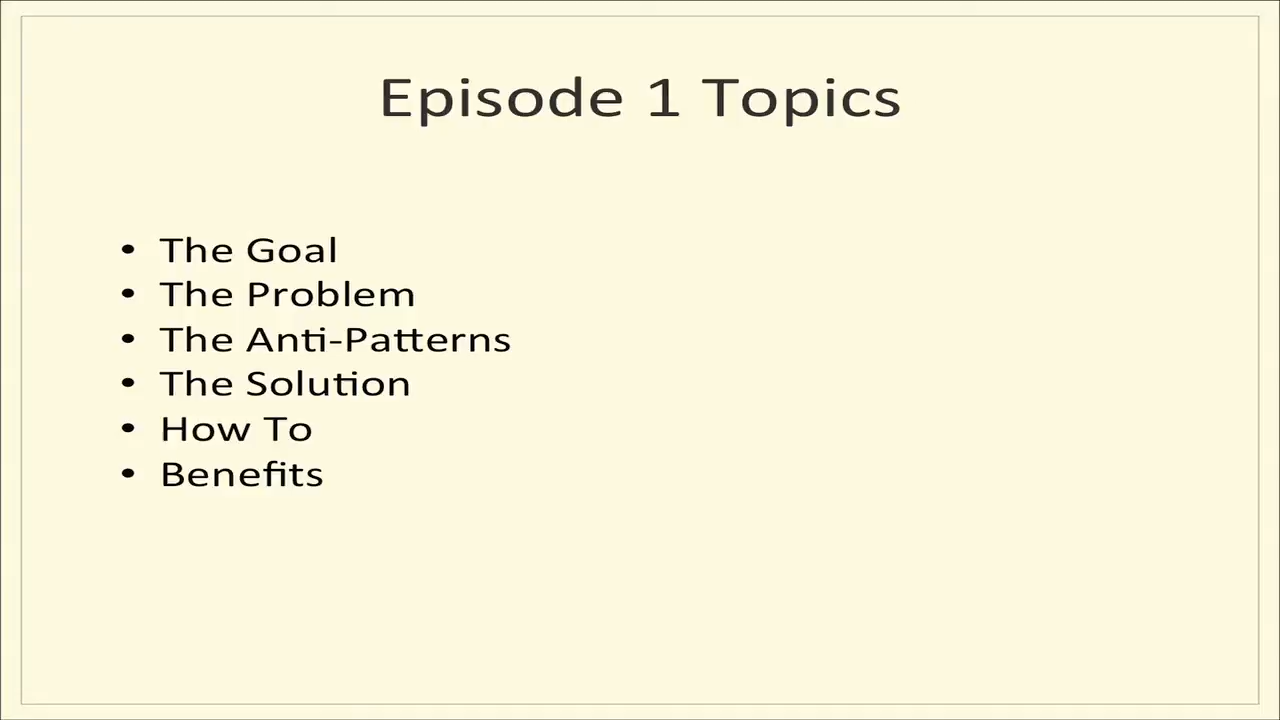 Episode 1 Topics
• The Goal
• The Problem
• The Anti-Patterns
• The Solution
• How To
• Benefits